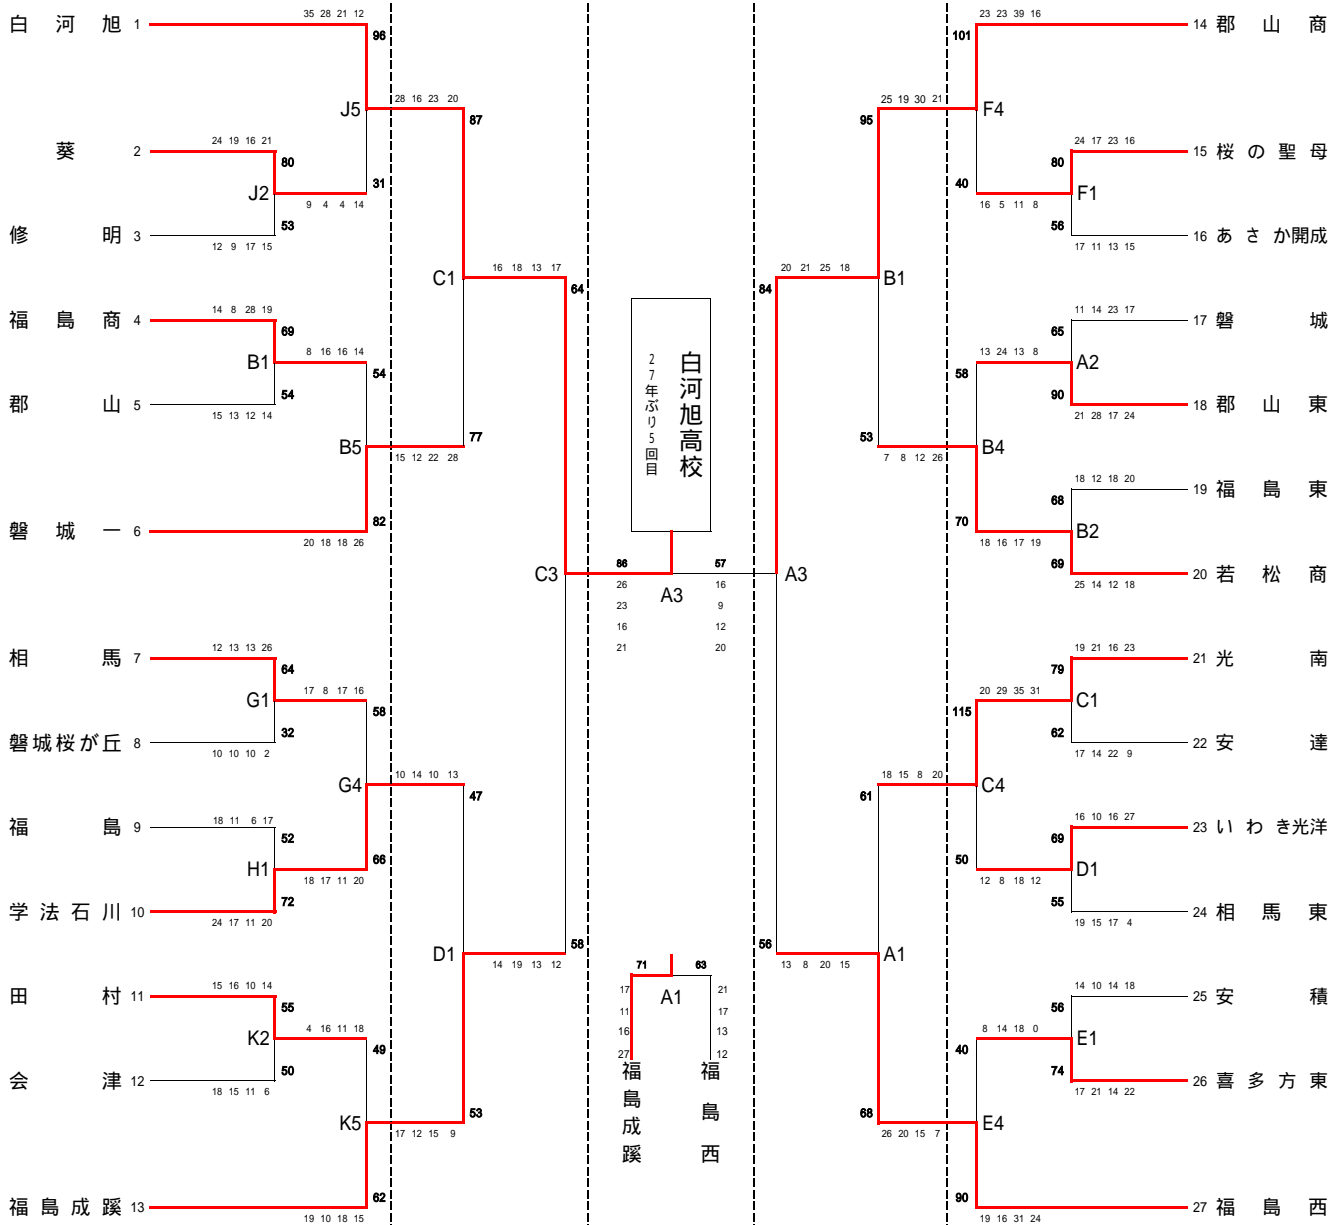 白河旭 1
35 28 21 12
96
J5
28 16 23 20
87
葵 2
24 19 16 21
80
J2
9 4 4 14
31
53
修明 3
12 9 17 15
C1
16 18 13 17
64
福島商 4
14 8 28 19
69
B1
8 16 16 14
54
54
郡山 5
15 13 12 14
B5
15 12 22 28
77
磐城一 6
20 18 18 26
82
C3
相馬 7
12 13 13 26
64
G1
17 8 17 16
58
32
磐城桜が丘 8
10 10 10 2
G4
10 14 10 13
47
福島 9
18 11 6 17
52
H1
18 17 11 20
66
72
学法石川 10
24 17 11 20
D1
14 19 13 12
58
田村 11
15 16 10 14
55
K2
4 16 11 18
49
50
会津 12
18 15 11 6
K5
17 12 15 9
53
福島成蹊 13
19 10 18 15
62
白河旭高校
27年ぶり5回目
86 57
A3
26 16
23 9
16 12
21 20
71 63
A1
17 21
11 17
16 13
27 12
福島成蹊
福島西
23 23 39 16
14 郡山商
101
25 19 30 21
F4
95
24 17 23 16
15 桜の聖母
80
F1
40
16 5 11 8
56
17 11 13 15
16 あさか開成
20 21 25 18
B1
84
11 14 23 17
17 磐城
65
13 24 13 8
A2
58
90
21 28 17 24
18 郡山東
53
7 8 12 26
B4
18 12 18 20
19 福島東
68
B2
70
18 16 17 19
69
25 14 12 18
20 若松商
A3
19 21 16 23
21 光南
79
20 29 35 31
C1
115
62
17 14 22 9
22 安達
18 15 8 20
C4
61
16 10 16 27
23 いわき光洋
69
D1
50
12 8 18 12
55
19 15 17 4
24 相馬東
56
13 8 20 15
A1
14 10 14 18
25 安積
56
8 14 18 0
E1
40
74
17 21 14 22
26 喜多方東
68
26 20 15 7
E4
90
19 16 31 24
27 福島西